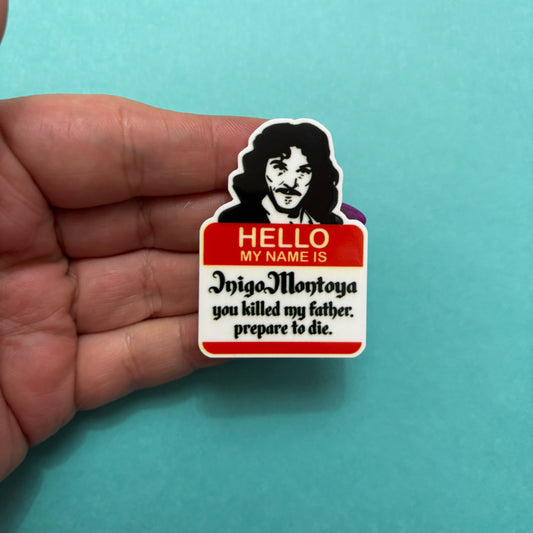 HELLO
MY NAME IS
Inigo Montoya
you killed my father.
prepare to die.